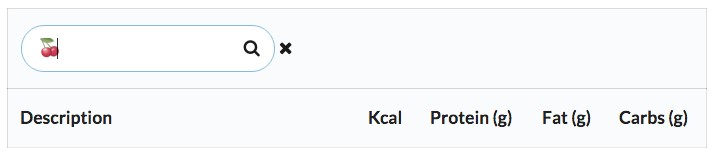 🍒
Description Kcal Protein (g) Fat (g) Carbs (g)